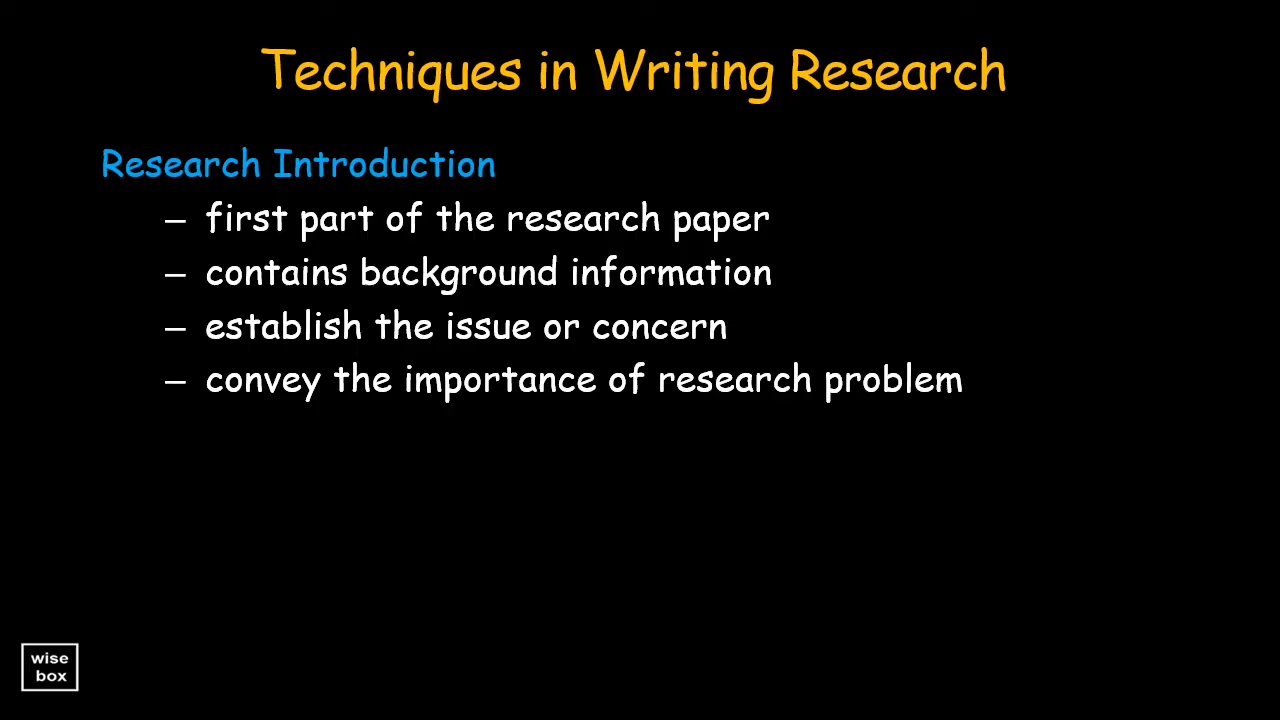 Techniques in Writing Research
Research Introduction
– first part of the research paper
– contains background information
– establish the issue or concern
– convey the importance of research problem
wise
box